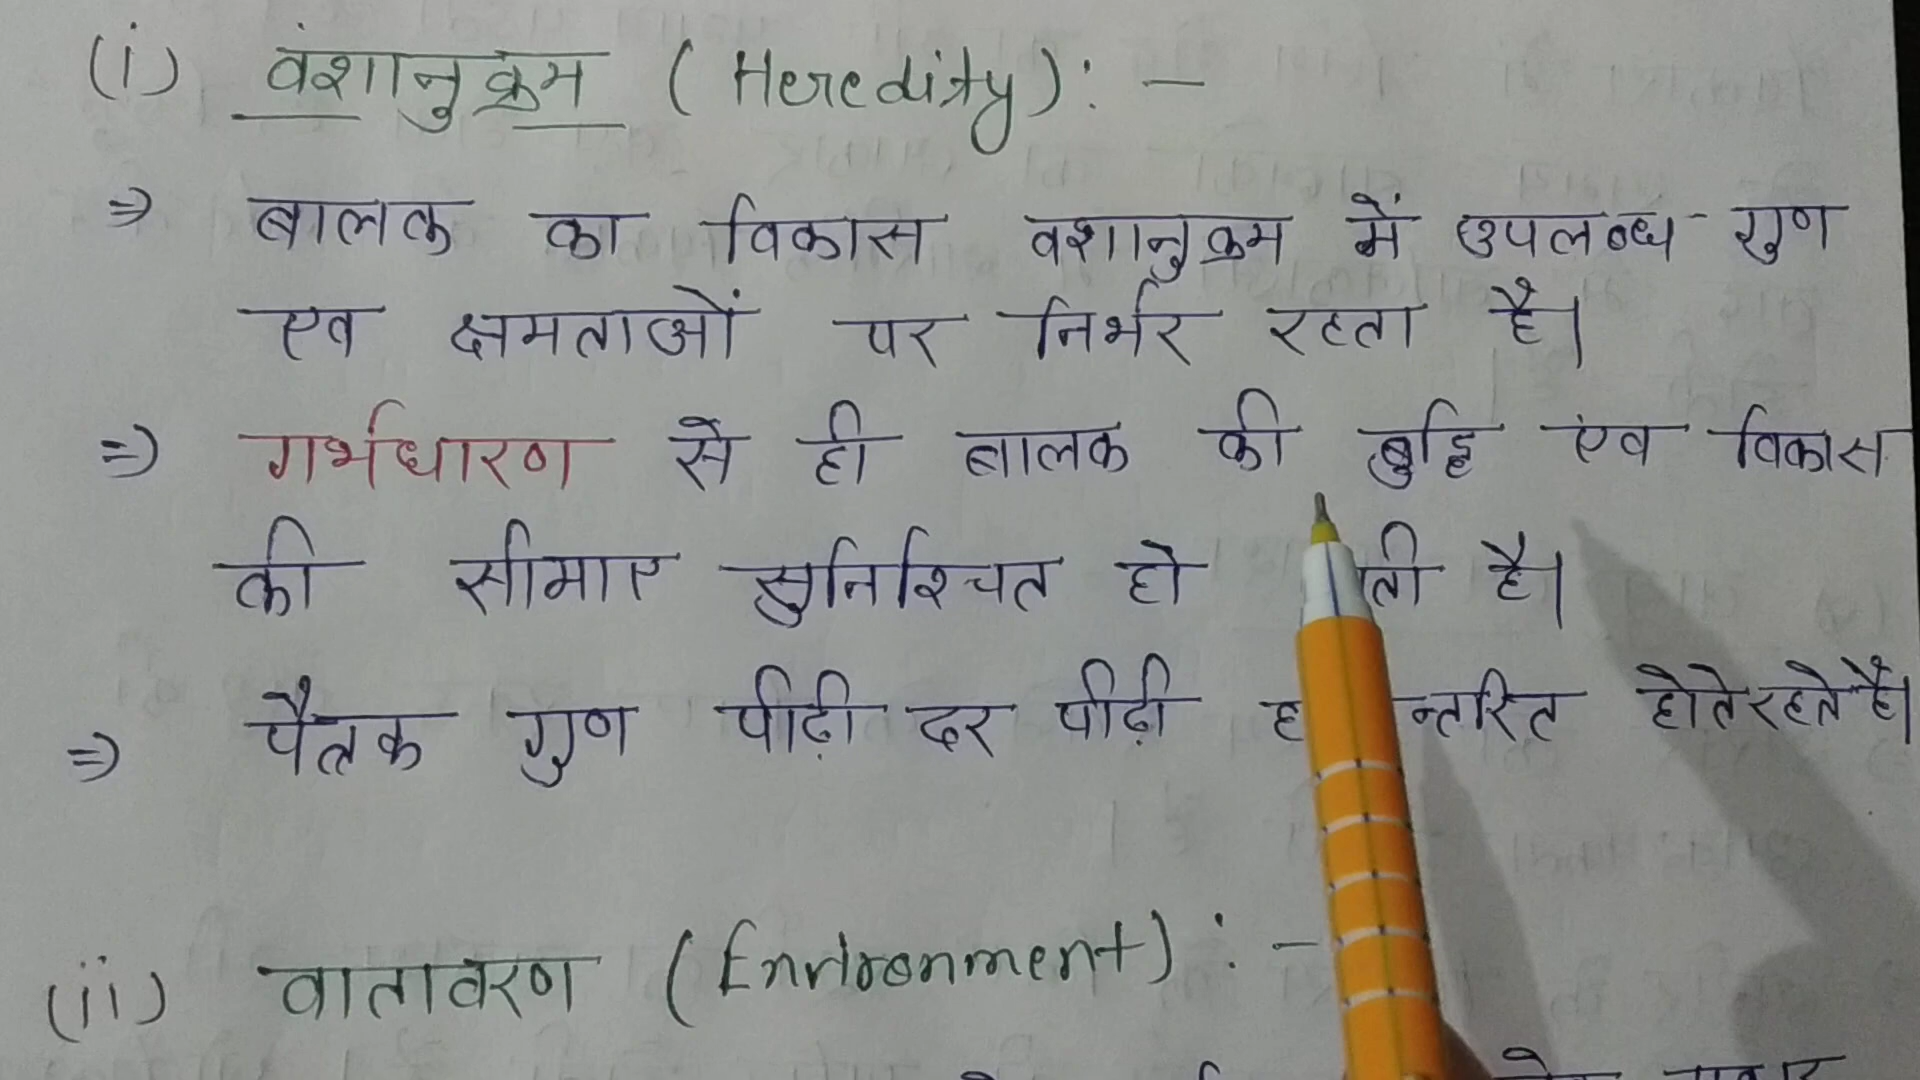 (i) वंशानुक्रम (Heredity): -
⇒ बालक का विकास वशानुक्रम में उपलब्ध गुण
एव क्षमताओं पर निर्भर रहता है।
⇒ गर्भधारण से ही बालक की बुद्धि एंव विकास
की सीमाए सुनिश्चित हो ती है।
⇒ पैतृक गुण पीढ़ी दर पीढ़ी ह न्तरित होते रहते है।
(ii) वातावरण (Environment): -